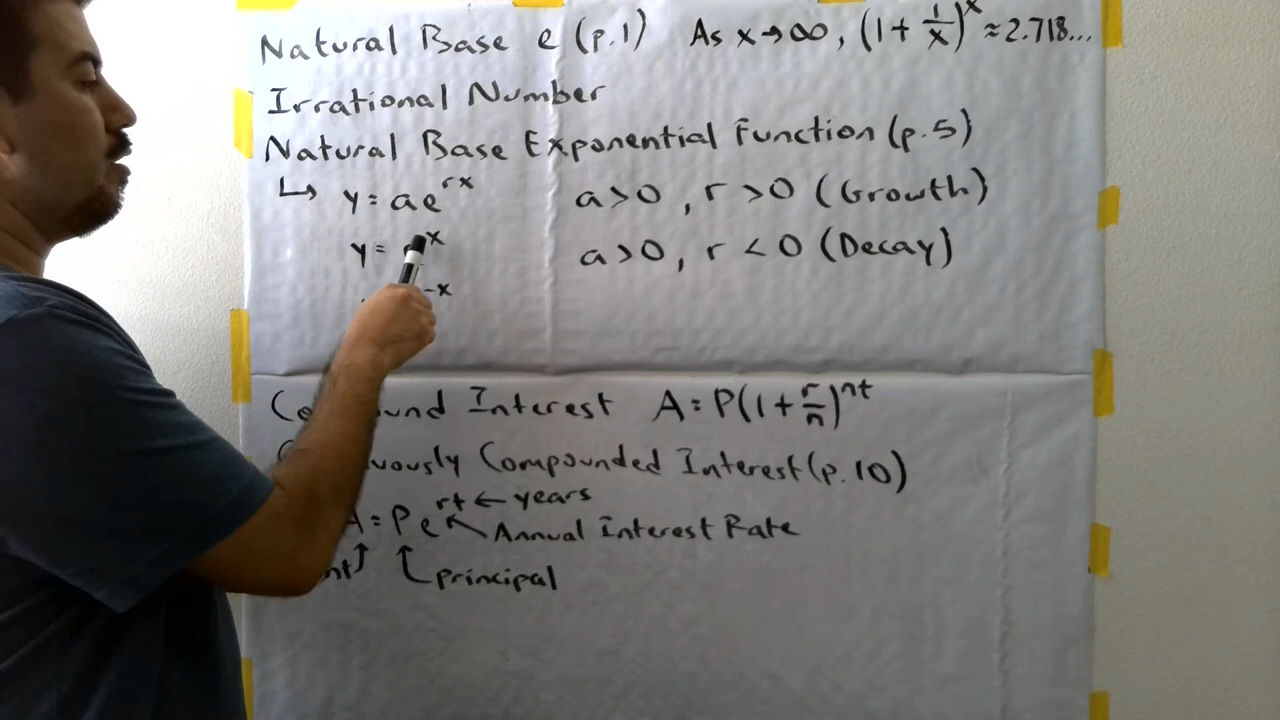 Natural Base e (p.1) As x→∞, (1 + 1/x)^x ≈ 2.718...
Irrational Number
Natural Base Exponential Function (p.5)
↳ y = ae^rx a>0, r>0 (Growth)
y = ^x a>0, r<0 (Decay)
-x
Interest A = P(1 + r/n)^nt
Compounded Interest (p.10)
A = Pe^rt ← years
↖ Annual Interest Rate
principal